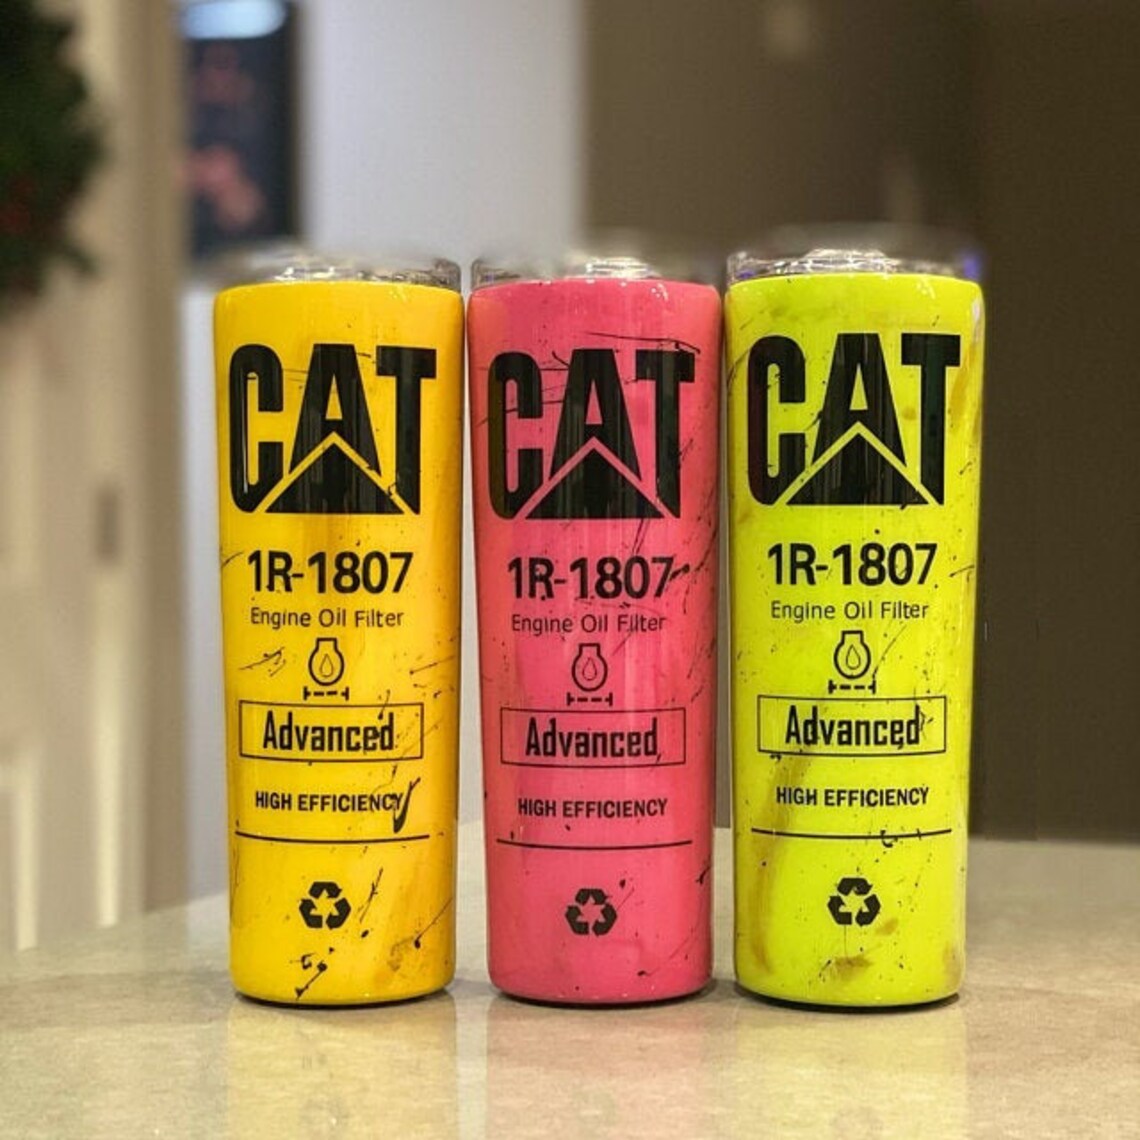 CAT
1R-1807
Engine Oil Filter
Advanced
HIGH EFFICIENCY
CAT
1R-1807
Engine Oil Filter
Advanced
HIGH EFFICIENCY
CAT
1R-1807
Engine Oil Filter
Advanced
HIGH EFFICIENCY